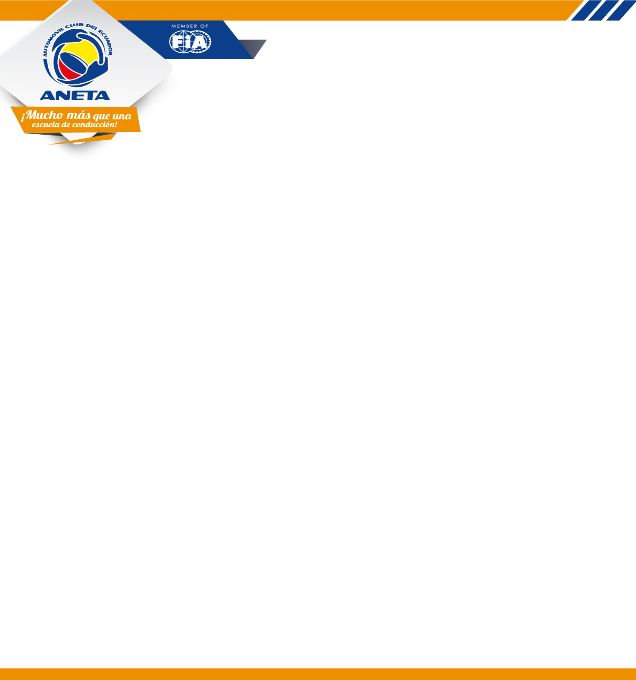 AUTOMOVIL CLUB DEL ECUADOR
MEMBER OF
FIA
ANETA
¡Mucho más que una
escuela de conducción!